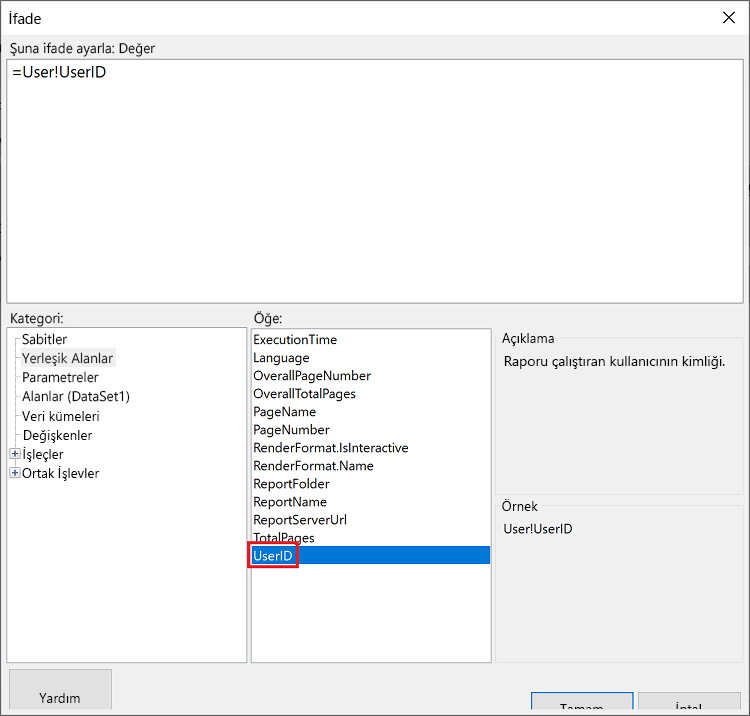 İfade
Şuna ifade ayarla: Değer
=User!UserID
Kategori:
Sabitler
Yerleşik Alanlar
Parametreler
Alanlar (DataSet1)
Veri kümeleri
Değişkenler
İşleçler
Ortak İşlevler
Öğe:
ExecutionTime
Language
OverallPageNumber
OverallTotalPages
PageName
PageNumber
RenderFormat.IsInteractive
RenderFormat.Name
ReportFolder
ReportName
ReportServerUrl
TotalPages
UserID
Açıklama
Raporu çalıştıran kullanıcının kimliği.
Örnek
User!UserID
Yardım
Tamam
İptal